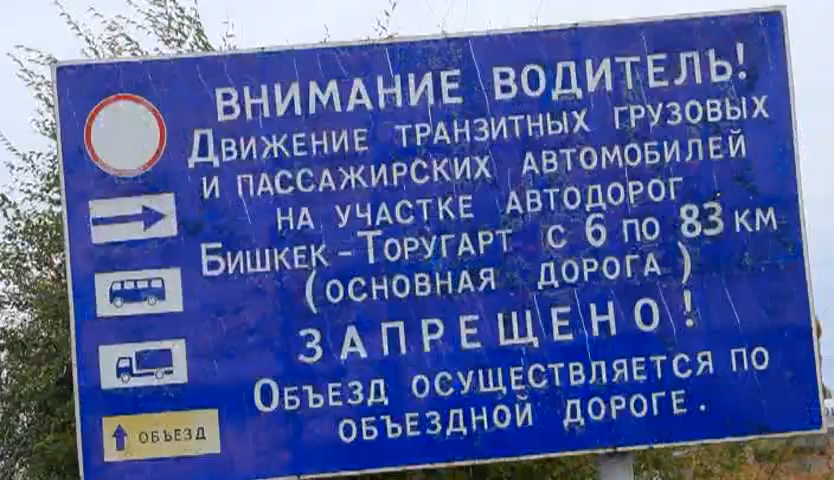 ВНИМАНИЕ ВОДИТЕЛЬ!
ДВИЖЕНИЕ ТРАНЗИТНЫХ ГРУЗОВЫХ
И ПАССАЖИРСКИХ АВТОМОБИЛЕЙ
НА УЧАСТКЕ АВТОДОРОГ
БИШКЕК - ТОРУГАРТ С 6 ПО 83 КМ
(ОСНОВНАЯ ДОРОГА)
ЗАПРЕЩЕНО!
ОБЪЕЗД ОСУЩЕСТВЛЯЕТСЯ ПО
ОБЪЕЗДНОЙ ДОРОГЕ.
ОБЪЕЗД